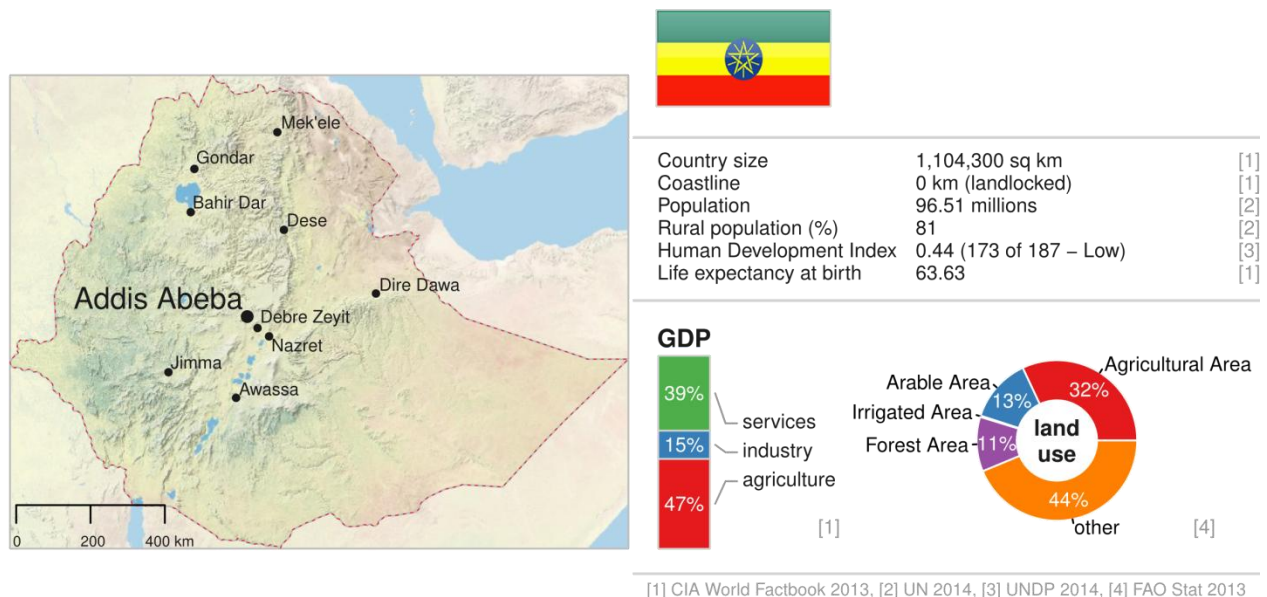 Mek'ele
Gondar
Bahir Dar
Dese
Dire Dawa
Addis Abeba
Debre Zeyit
Nazret
Jimma
Awassa
0 200 400 km
Country size 1,104,300 sq km [1]
Coastline 0 km (landlocked) [1]
Population 96.51 millions [2]
Rural population (%) 81 [2]
Human Development Index 0.44 (173 of 187 – Low) [3]
Life expectancy at birth 63.63 [1]
GDP
39%
services
15%
industry
47%
agriculture
[1]
Agricultural Area
32%
Arable Area
13%
Irrigated Area
Forest Area
11%
land
use
44%
other
[4]
[1] CIA World Factbook 2013, [2] UN 2014, [3] UNDP 2014, [4] FAO Stat 2013